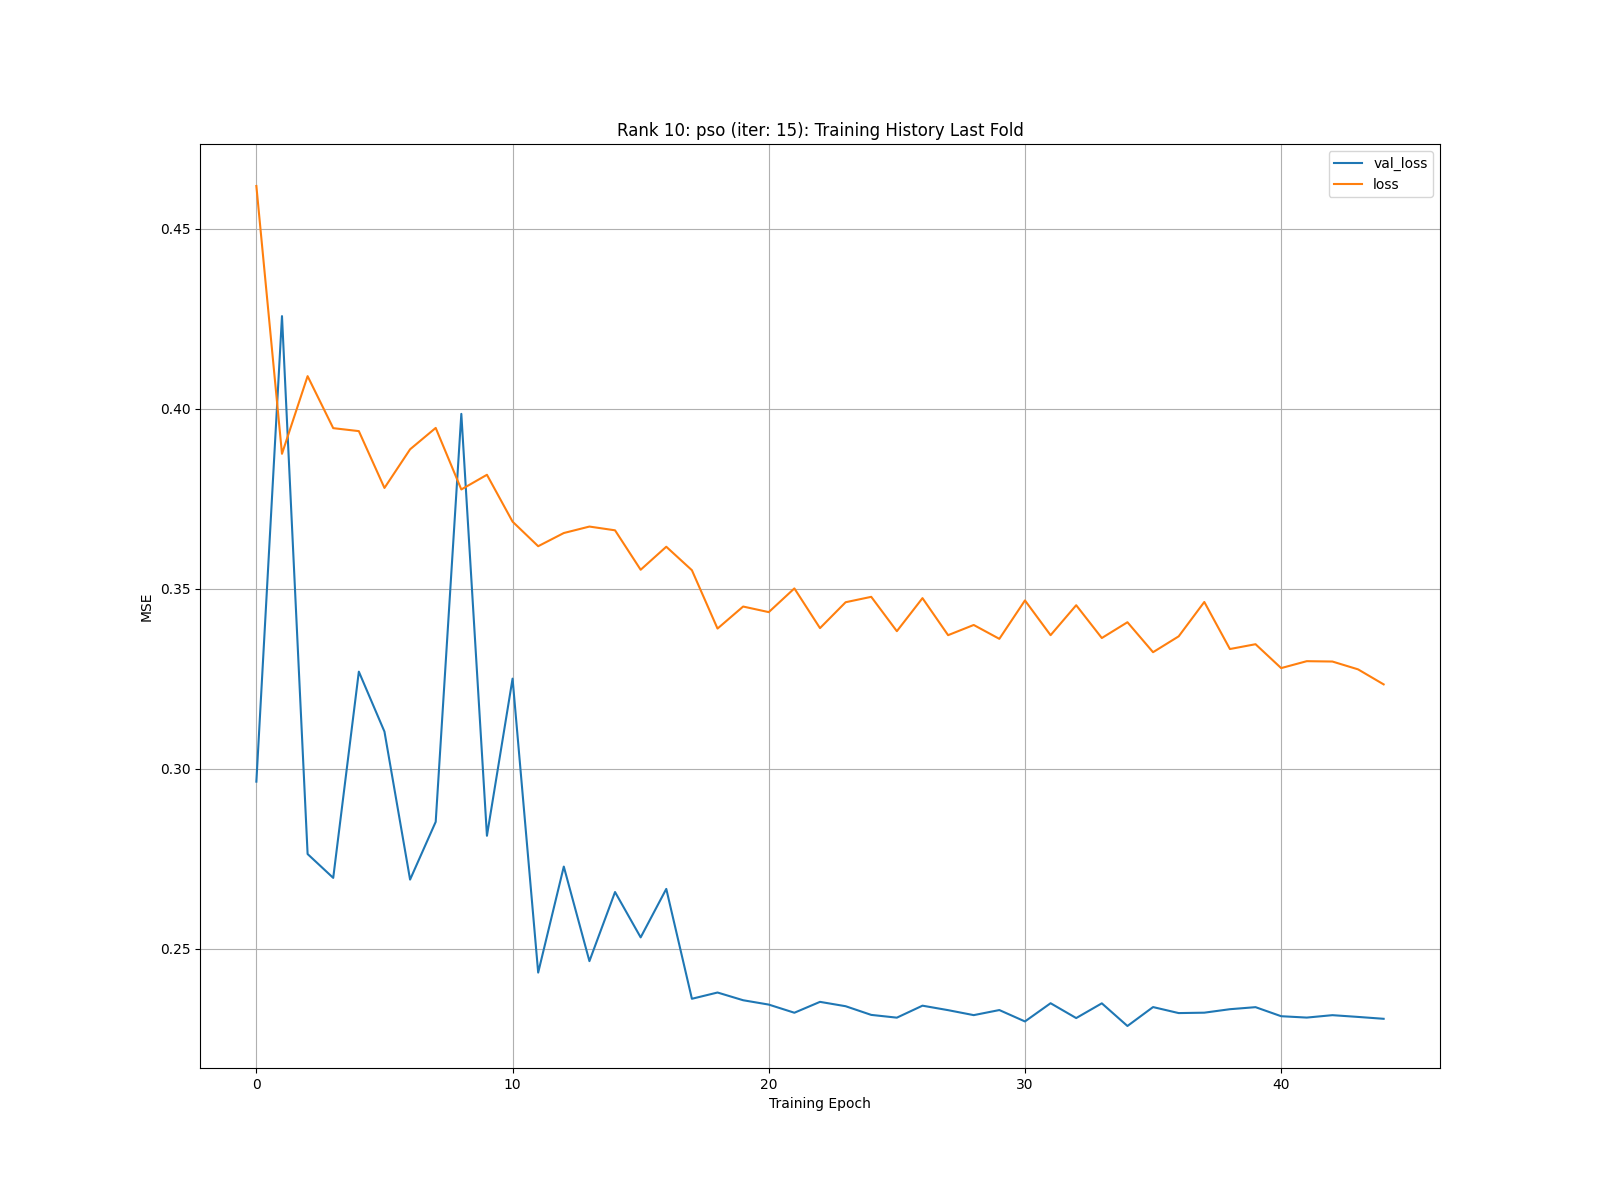 Rank 10: pso (iter: 15): Training History Last Fold
val_loss
loss
0.45
0.40
0.35
0.30
0.25
MSE
0 10 20 30 40
Training Epoch